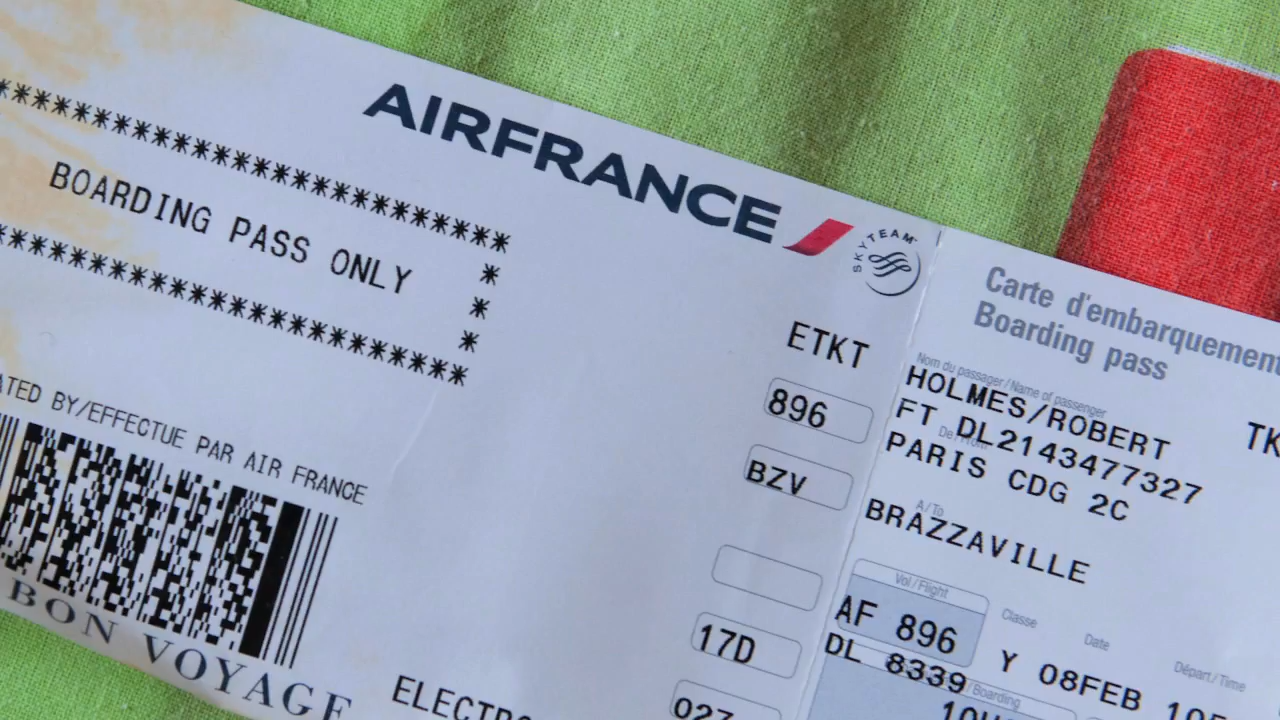 AIRFRANCE
SKYTEAM
********************************
BOARDING PASS ONLY *
*
*
********************************
ATED BY/EFFECTUE PAR AIR FRANCE
BON VOYAGE
ETKT
896
BZV
17D
027
ELECTRO
Carte d'embarquement
Boarding pass
Nom du passager/Name of passenger
HOLMES/ROBERT
TK
FT DL2143477327
PARIS CDG 2C
A/To
BRAZZAVILLE
Vol/Flight Classe Date Départ/Time
AF 896 Y 08FEB
DL 8339
/Boarding